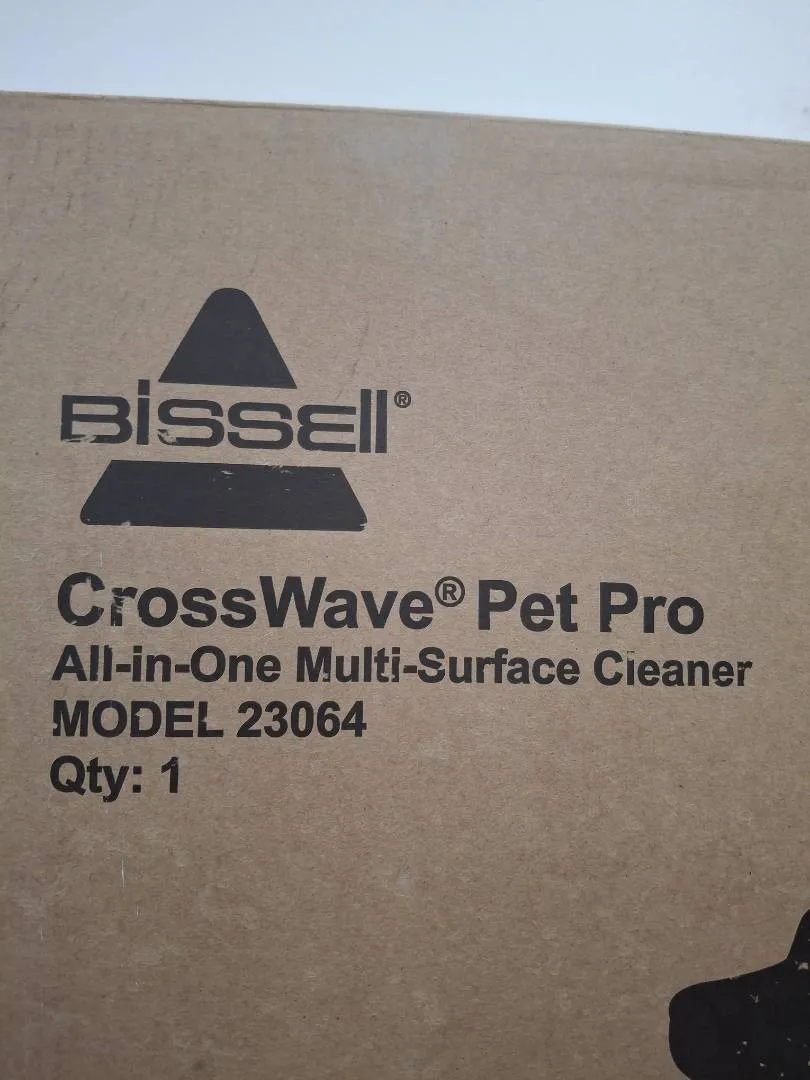 Bissell®
CrossWave® Pet Pro
All-in-One Multi-Surface Cleaner
MODEL 23064
Qty: 1